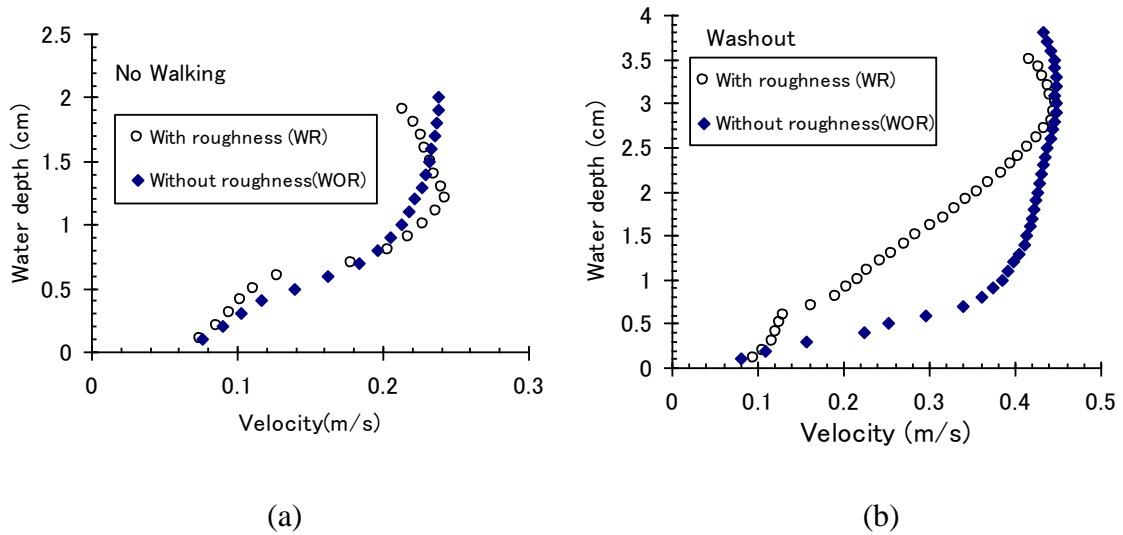 2.5
2
1.5
1
0.5
0
Water depth (cm)
No Walking
With roughness (WR)
Without roughness(WOR)
0
0.1
0.2
0.3
Velocity(m/s)
(a)
4
3.5
3
2.5
2
1.5
1
0.5
0
Water depth (cm)
Washout
With roughness (WR)
Without roughness(WOR)
0
0.1
0.2
0.3
0.4
0.5
Velocity (m/s)
(b)